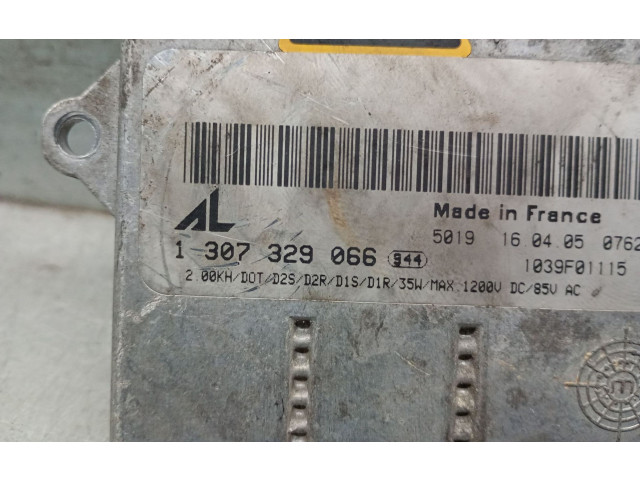 AL
Made in France
1 307 329 066 944
5019 16 04.05 0762
1039F01115
2.00KH/DOT/D2S/D2R/D1S/D1R/35W/MAX.1200V DC/85V AC
m